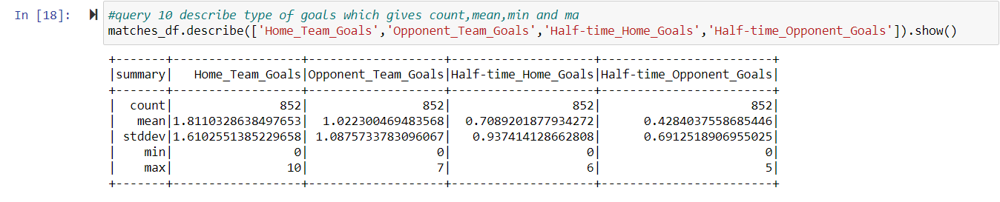 In [18]: #query 10 describe type of goals which gives count,mean,min and ma
matches_df.describe(['Home_Team_Goals','Opponent_Team_Goals','Half-time_Home_Goals','Half-time_Opponent_Goals']).show()
+-------+------------------+-------------------+--------------------+------------------------+
|summary|   Home_Team_Goals|Opponent_Team_Goals|Half-time_Home_Goals|Half-time_Opponent_Goals|
+-------+------------------+-------------------+--------------------+------------------------+
|  count|               852|                852|                 852|                     852|
|   mean|1.8110328638497653|  1.022300469483568|  0.7089201877934272|      0.4284037558685446|
| stddev|1.6102551385229658| 1.0875733783096067|   0.937414128662808|      0.6912518906955025|
|    min|                 0|                  0|                   0|                       0|
|    max|                10|                  7|                   6|                       5|
+-------+------------------+-------------------+--------------------+------------------------+